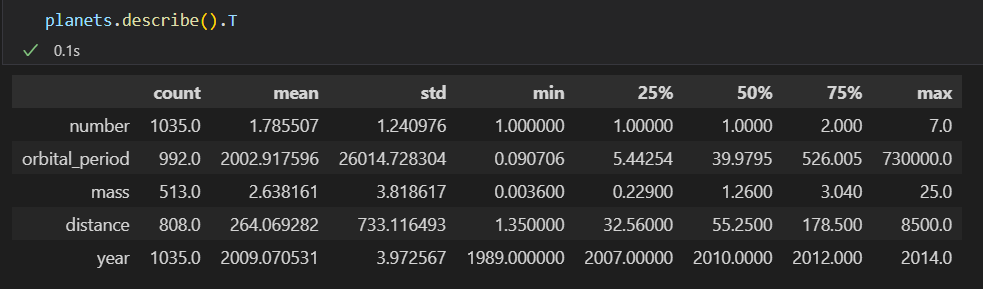 planets.describe().T
0.1s
count mean std min 25% 50% 75% max
number 1035.0 1.785507 1.240976 1.000000 1.00000 1.0000 2.000 7.0
orbital_period 992.0 2002.917596 26014.728304 0.090706 5.44254 39.9795 526.005 730000.0
mass 513.0 2.638161 3.818617 0.003600 0.22900 1.2600 3.040 25.0
distance 808.0 264.069282 733.116493 1.350000 32.56000 55.2500 178.500 8500.0
year 1035.0 2009.070531 3.972567 1989.000000 2007.00000 2010.0000 2012.000 2014.0